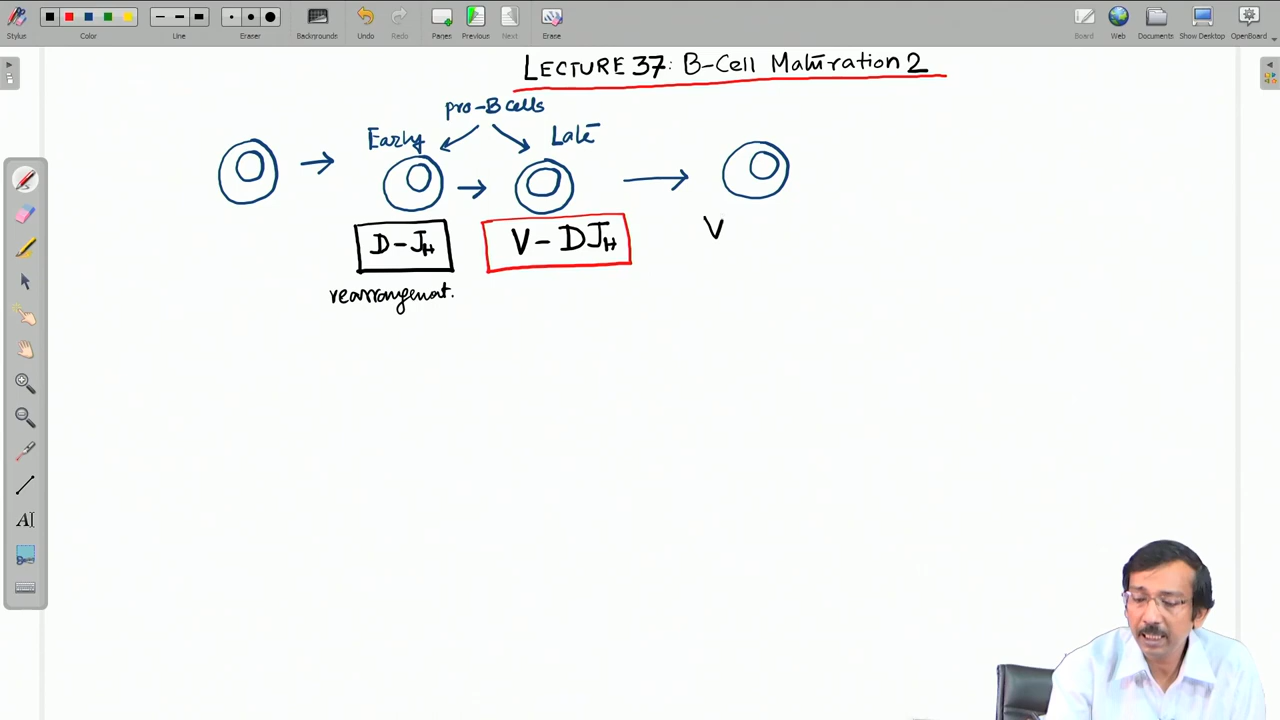 Stylus Color Line Eraser Backgrounds Undo Redo Pages Previous Next Erase Board Web Documents Show Desktop OpenBoard
LECTURE 37: B-Cell Maturation 2
pro-B cells
Early Late
D-JH V-DJH V
rearrangemat.
A